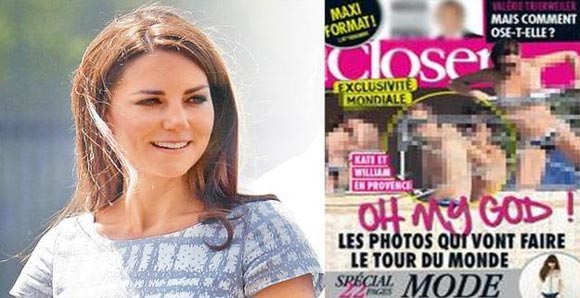 MAXI
FORMAT!
VALÉRIE TRIERWEILER
MAIS COMMENT
OSE-T-ELLE ?
Closer
EXCLUSIVITÉ
MONDIALE
KATE ET
WILLIAM
EN PROVENCE
OH MY GOD !
LES PHOTOS QUI VONT FAIRE
LE TOUR DU MONDE
SPÉCIAL
22 PAGES
MODE